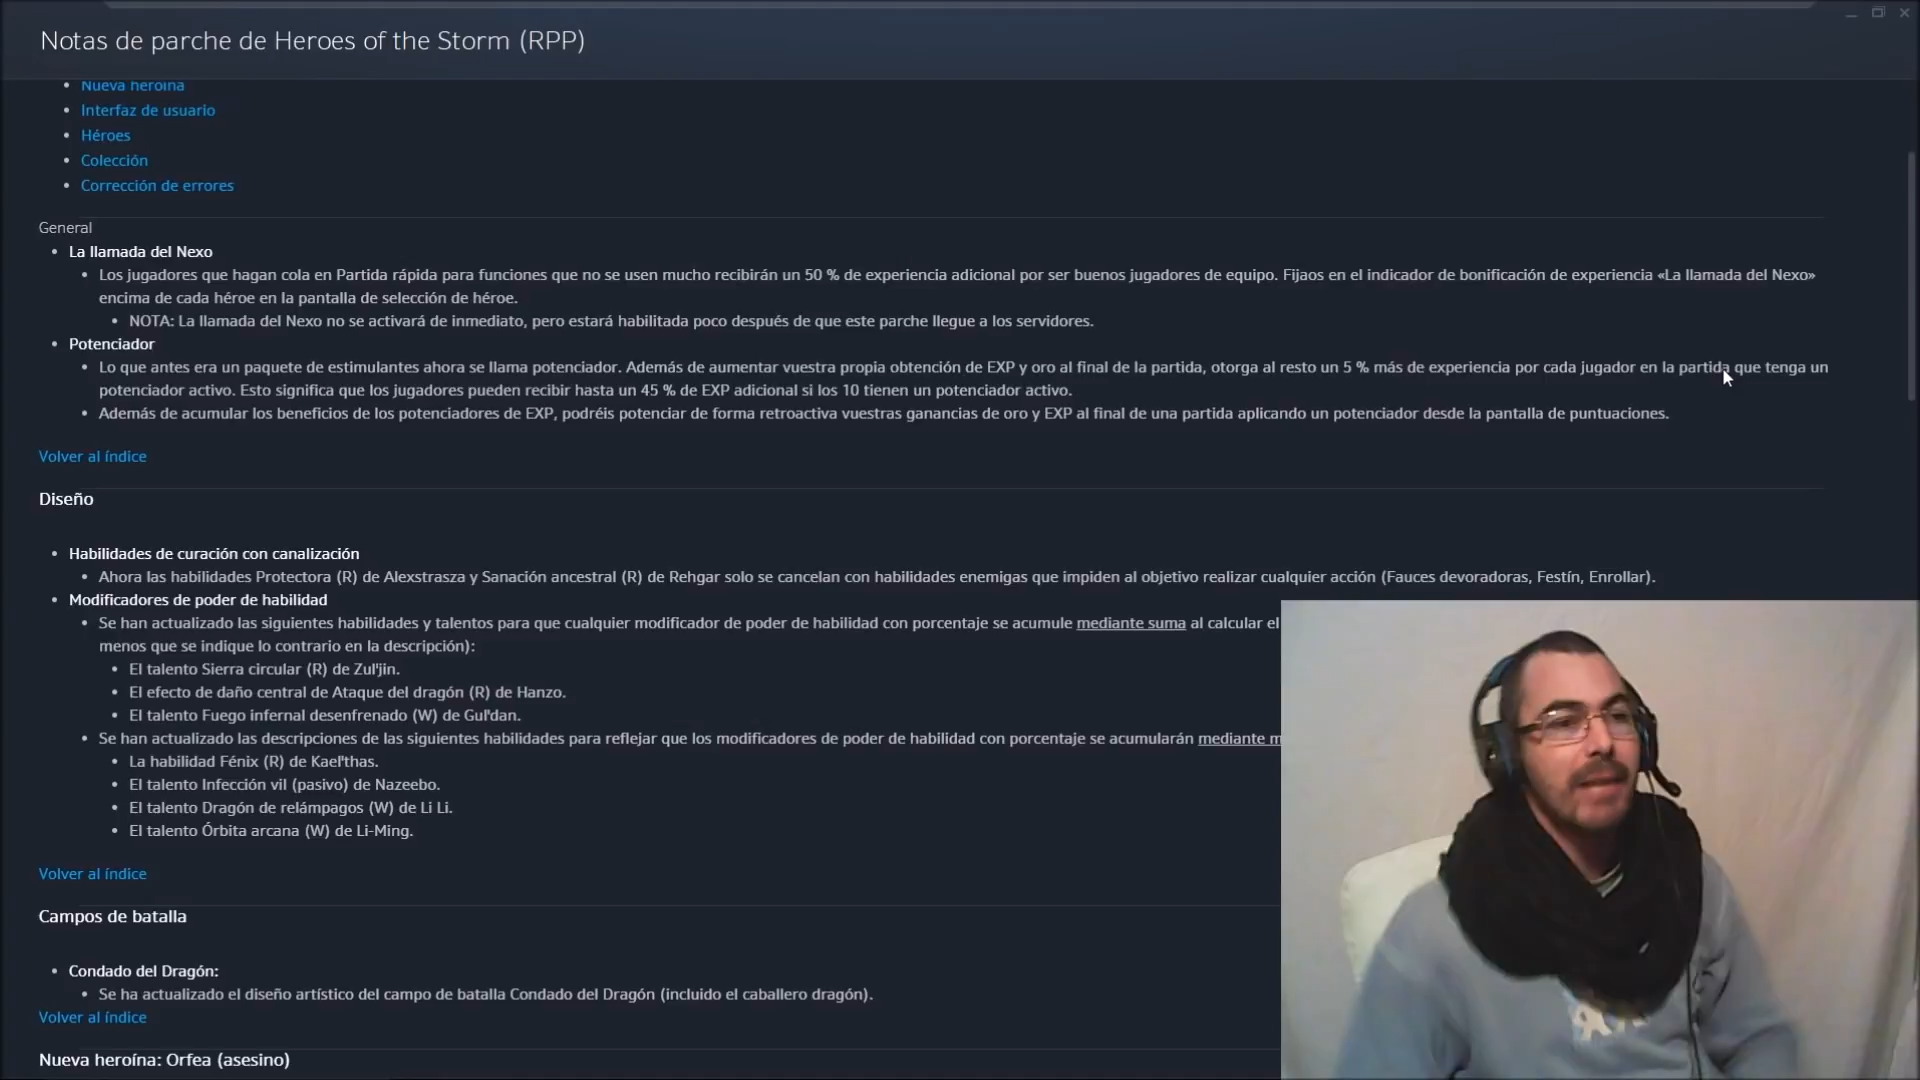 Notas de parche de Heroes of the Storm (RPP)
Nueva heroína
Interfaz de usuario
Héroes
Colección
Corrección de errores
General
La llamada del Nexo
Los jugadores que hagan cola en Partida rápida para funciones que no se usen mucho recibirán un 50 % de experiencia adicional por ser buenos jugadores de equipo. Fijaos en el indicador de bonificación de experiencia «La llamada del Nexo»
encima de cada héroe en la pantalla de selección de héroe.
NOTA: La llamada del Nexo no se activará de inmediato, pero estará habilitada poco después de que este parche llegue a los servidores.
Potenciador
Lo que antes era un paquete de estimulantes ahora se llama potenciador. Además de aumentar vuestra propia obtención de EXP y oro al final de la partida, otorga al resto un 5 % más de experiencia por cada jugador en la partida que tenga un
potenciador activo. Esto significa que los jugadores pueden recibir hasta un 45 % de EXP adicional si los 10 tienen un potenciador activo.
Además de acumular los beneficios de los potenciadores de EXP, podréis potenciar de forma retroactiva vuestras ganancias de oro y EXP al final de una partida aplicando un potenciador desde la pantalla de puntuaciones.
Volver al índice
Diseño
Habilidades de curación con canalización
Ahora las habilidades Protectora (R) de Alexstrasza y Sanación ancestral (R) de Rehgar solo se cancelan con habilidades enemigas que impiden al objetivo realizar cualquier acción (Fauces devoradoras, Festín, Enrollar).
Modificadores de poder de habilidad
Se han actualizado las siguientes habilidades y talentos para que cualquier modificador de poder de habilidad con porcentaje se acumule mediante suma al calcular el
menos que se indique lo contrario en la descripción):
El talento Sierra circular (R) de Zul'jin.
El efecto de daño central de Ataque del dragón (R) de Hanzo.
El talento Fuego infernal desenfrenado (W) de Gul'dan.
Se han actualizado las descripciones de las siguientes habilidades para reflejar que los modificadores de poder de habilidad con porcentaje se acumularán mediante m
La habilidad Fénix (R) de Kael'thas.
El talento Infección vil (pasivo) de Nazeebo.
El talento Dragón de relámpagos (W) de Li Li.
El talento Órbita arcana (W) de Li-Ming.
Volver al índice
Campos de batalla
Condado del Dragón:
Se ha actualizado el diseño artístico del campo de batalla Condado del Dragón (incluido el caballero dragón).
Volver al índice
Nueva heroína: Orfea (asesino)